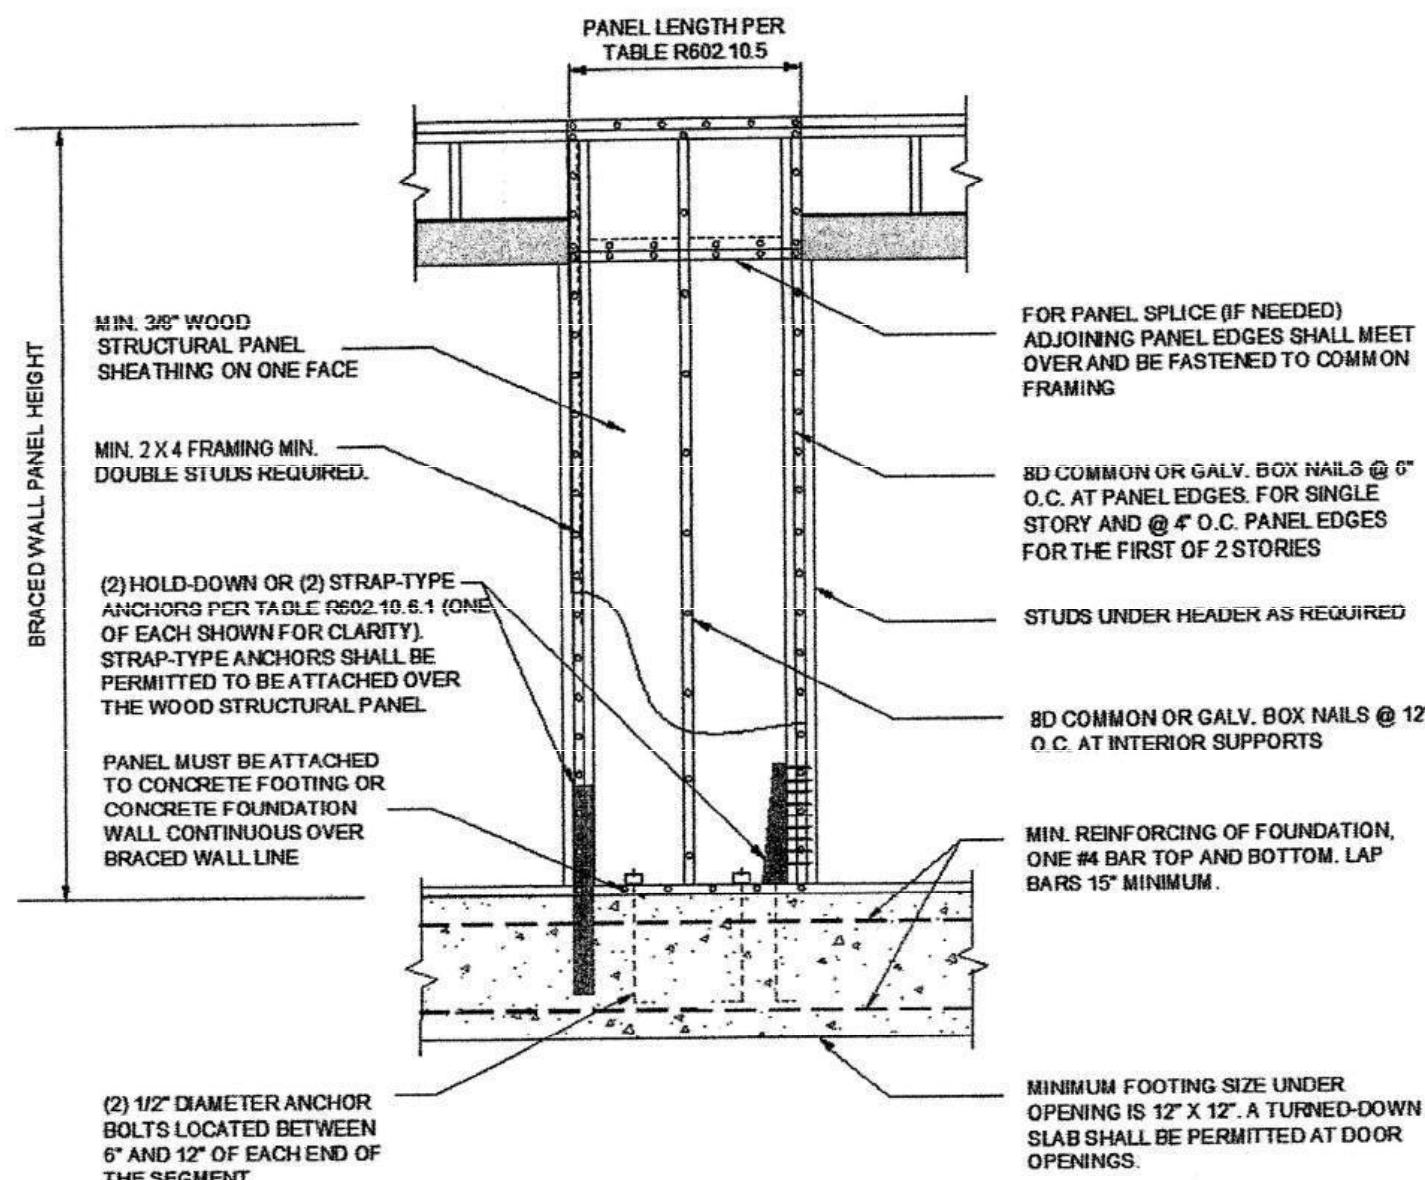 PANEL LENGTH PER
TABLE R602.10.5
BRACED WALL PANEL HEIGHT
MIN. 3/8" WOOD
STRUCTURAL PANEL
SHEATHING ON ONE FACE
MIN. 2 X 4 FRAMING MIN.
DOUBLE STUDS REQUIRED.
(2) HOLD-DOWN OR (2) STRAP-TYPE
ANCHORS PER TABLE R602.10.6.1 (ONE
OF EACH SHOWN FOR CLARITY).
STRAP-TYPE ANCHORS SHALL BE
PERMITTED TO BE ATTACHED OVER
THE WOOD STRUCTURAL PANEL
PANEL MUST BE ATTACHED
TO CONCRETE FOOTING OR
CONCRETE FOUNDATION
WALL CONTINUOUS OVER
BRACED WALL LINE
(2) 1/2" DIAMETER ANCHOR
BOLTS LOCATED BETWEEN
6" AND 12" OF EACH END OF
THE SEGMENT
FOR PANEL SPLICE (IF NEEDED)
ADJOINING PANEL EDGES SHALL MEET
OVER AND BE FASTENED TO COMMON
FRAMING
8D COMMON OR GALV. BOX NAILS @ 6"
O.C. AT PANEL EDGES. FOR SINGLE
STORY AND @ 4" O.C. PANEL EDGES
FOR THE FIRST OF 2 STORIES
STUDS UNDER HEADER AS REQUIRED
8D COMMON OR GALV. BOX NAILS @ 12"
O.C. AT INTERIOR SUPPORTS
MIN. REINFORCING OF FOUNDATION,
ONE #4 BAR TOP AND BOTTOM. LAP
BARS 15" MINIMUM.
MINIMUM FOOTING SIZE UNDER
OPENING IS 12" X 12". A TURNED-DOWN
SLAB SHALL BE PERMITTED AT DOOR
OPENINGS.